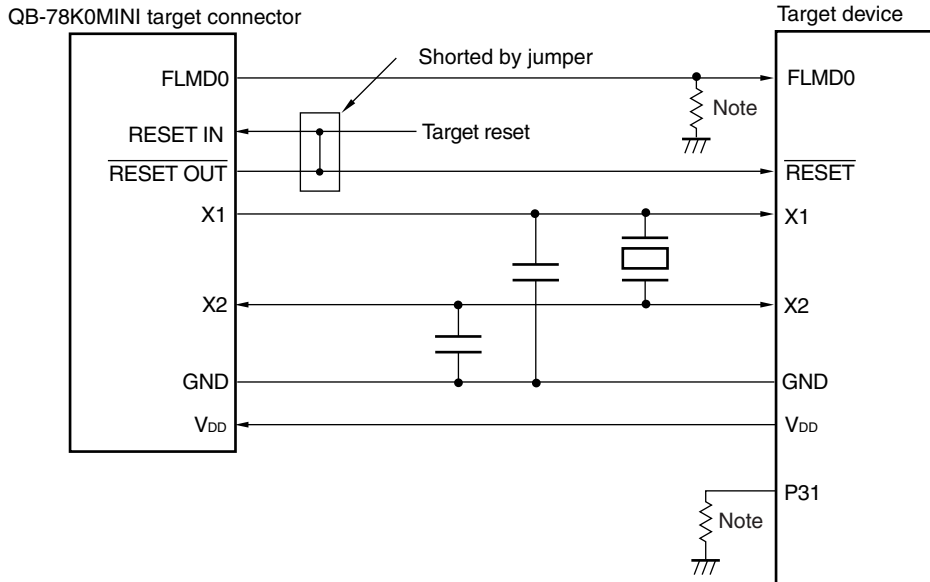 QB-78K0MINI target connector
Target device
Shorted by jumper
FLMD0
FLMD0
Note
RESET IN
Target reset
RESET OUT
RESET
X1
X1
X2
X2
GND
GND
VDD
VDD
P31
Note